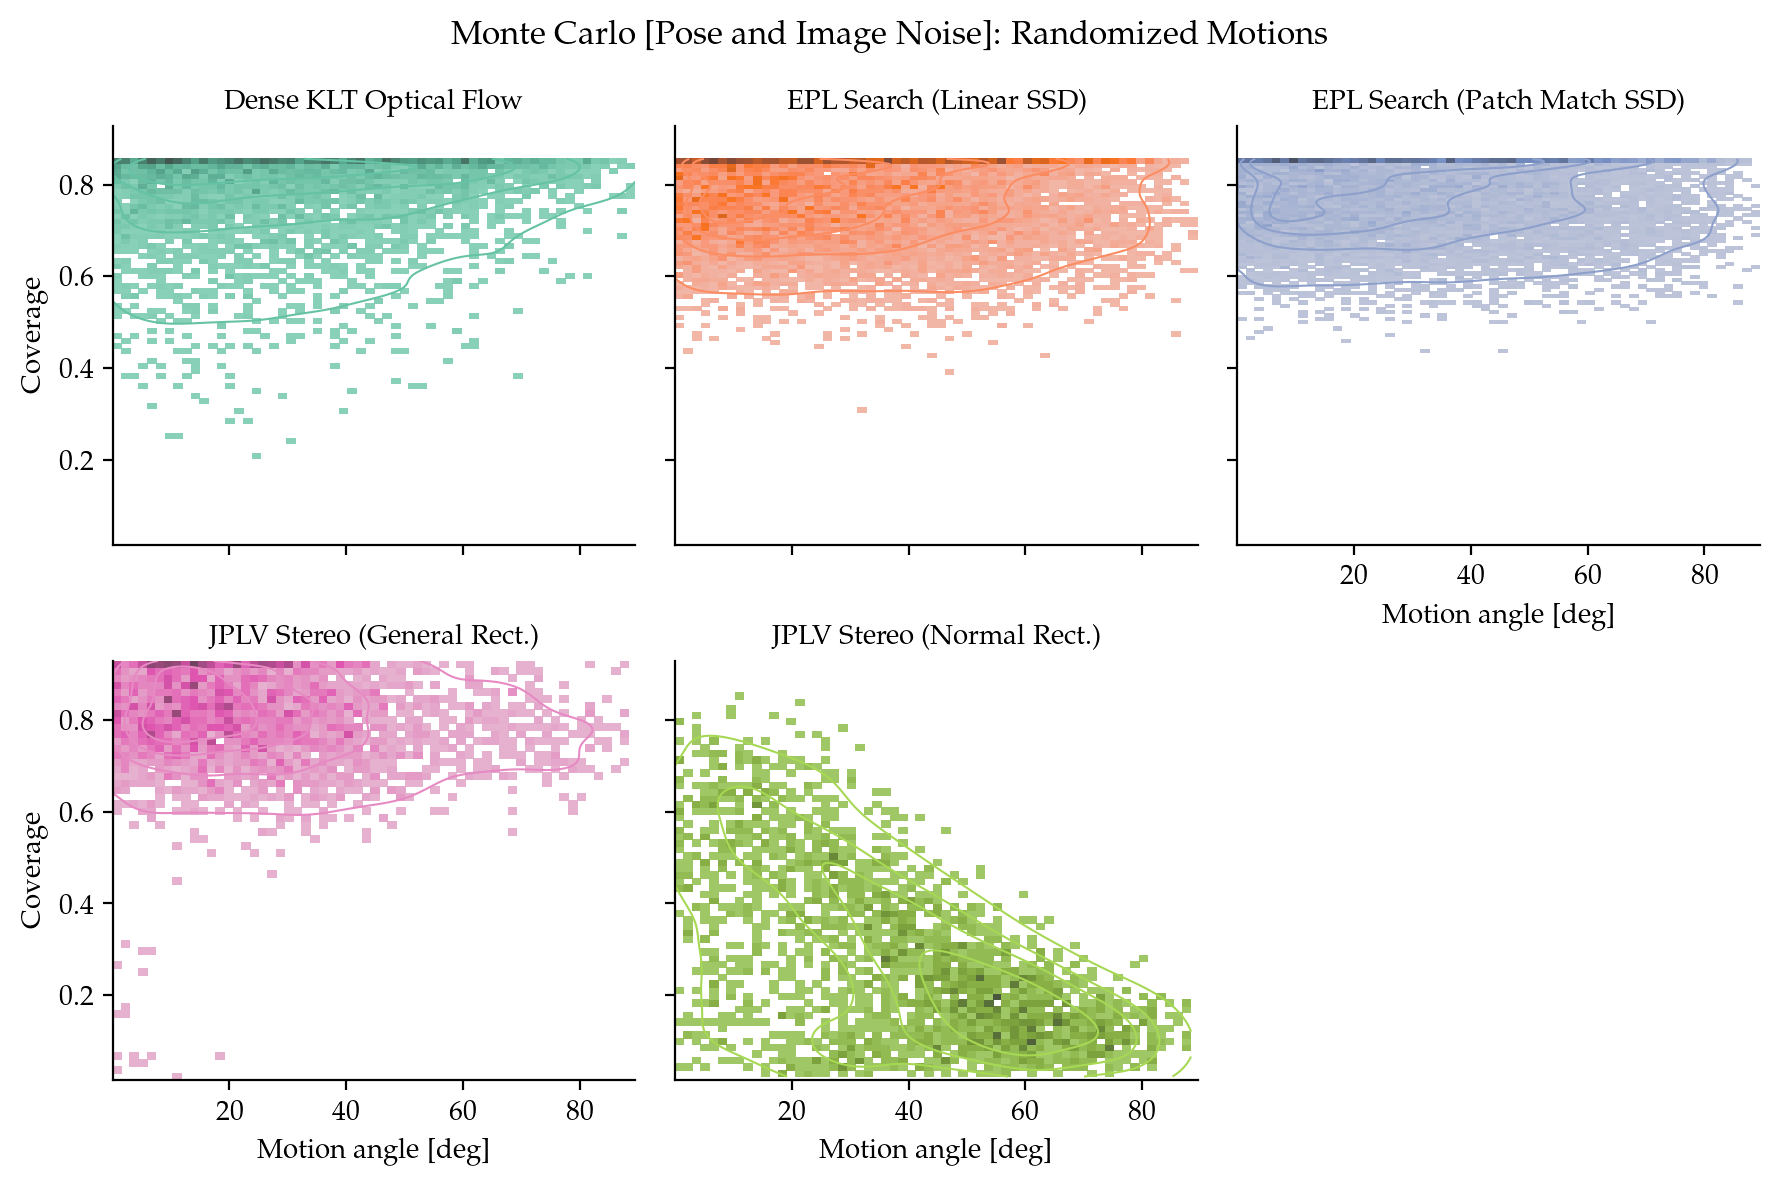 Monte Carlo [Pose and Image Noise]: Randomized Motions
Dense KLT Optical Flow
EPL Search (Linear SSD)
EPL Search (Patch Match SSD)
Coverage
0.8
0.6
0.4
0.2
20 40 60 80
Motion angle [deg]
JPLV Stereo (General Rect.)
JPLV Stereo (Normal Rect.)
Coverage
0.8
0.6
0.4
0.2
20 40 60 80
Motion angle [deg]
20 40 60 80
Motion angle [deg]